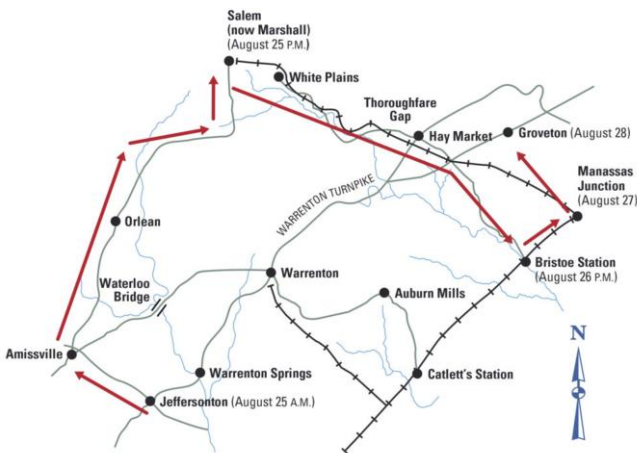 Salem
(now Marshall)
(August 25 P.M.)
White Plains
Thoroughfare
Gap
Hay Market
Groveton (August 28)
Manassas
Junction
(August 27)
WARRENTON TURNPIKE
Orlean
Bristoe Station
(August 26 P.M.)
Waterloo
Bridge
Warrenton
Auburn Mills
N
Amissville
Warrenton Springs
Catlett's Station
Jeffersonton (August 25 A.M.)